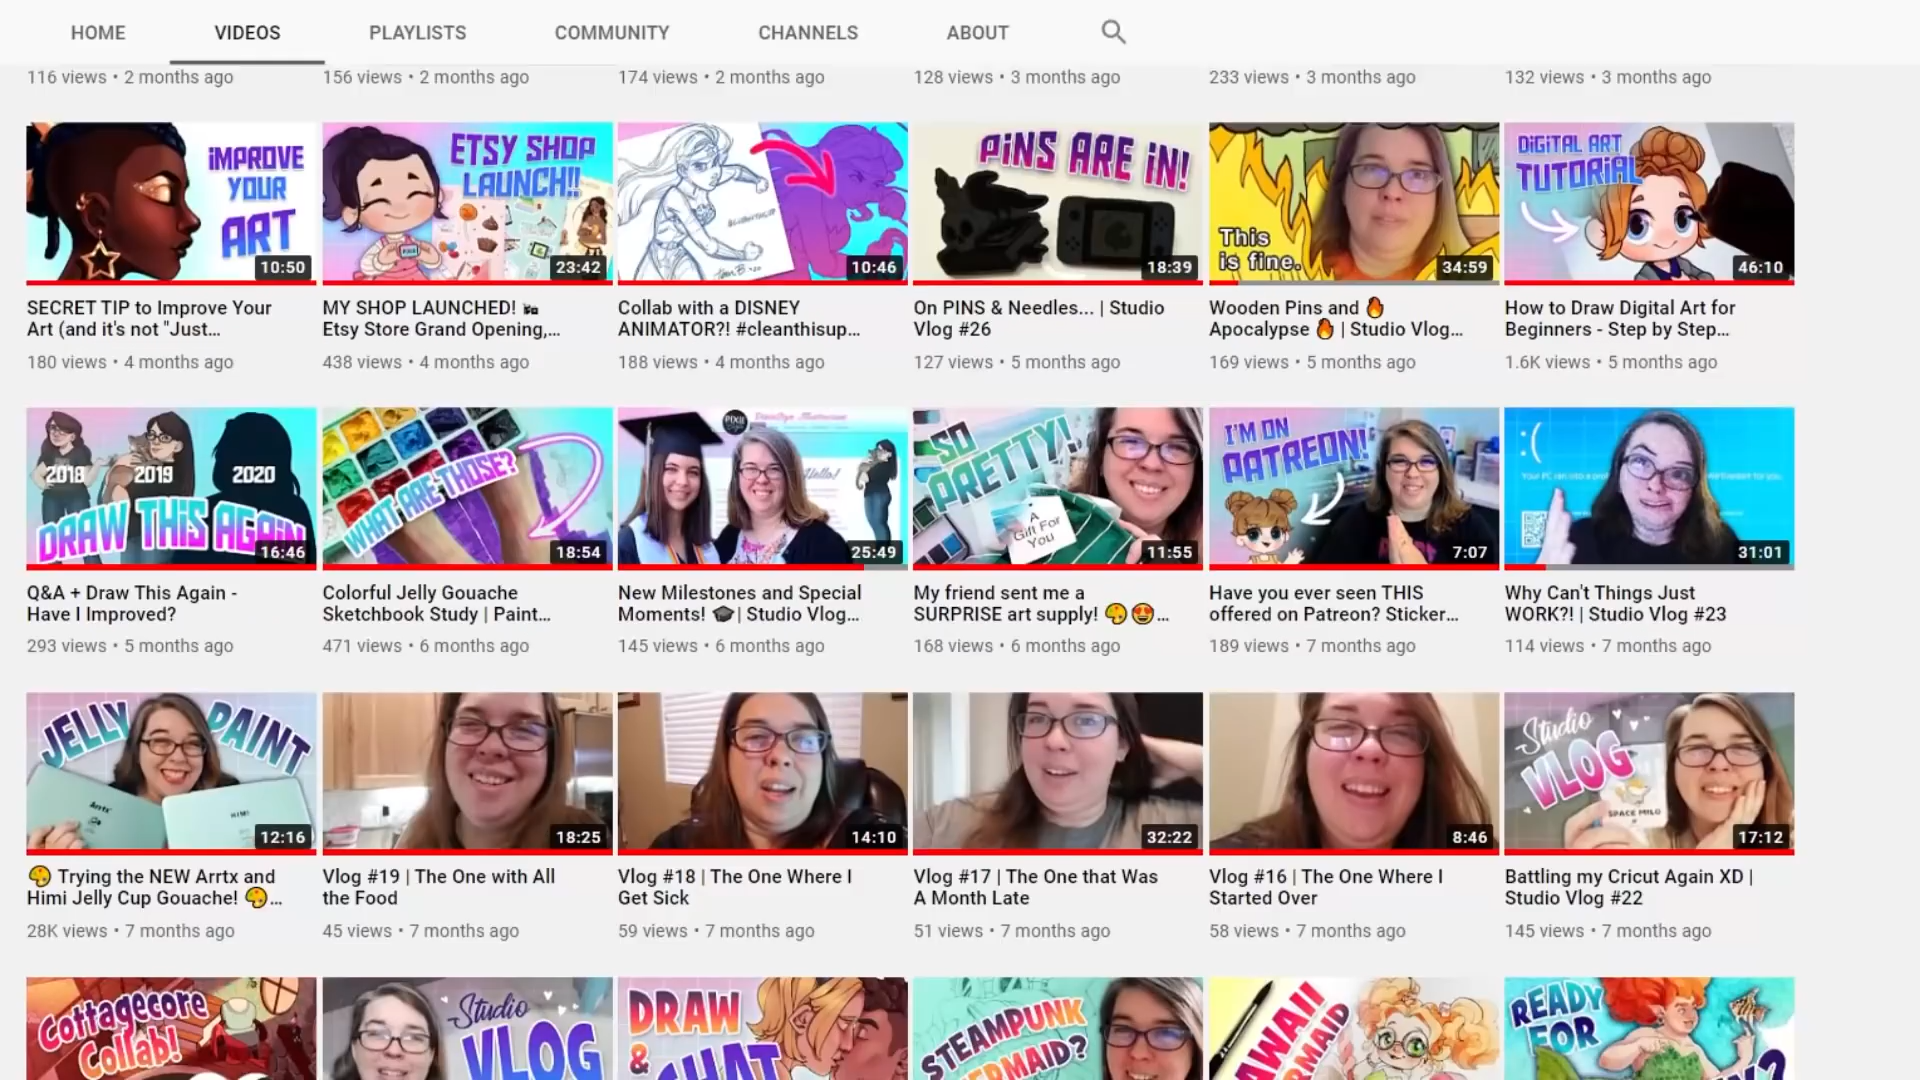 HOME VIDEOS PLAYLISTS COMMUNITY CHANNELS ABOUT
116 views • 2 months ago
156 views • 2 months ago
174 views • 2 months ago
128 views • 3 months ago
233 views • 3 months ago
132 views • 3 months ago
IMPROVE
YOUR
ART
10:50
ETSY SHOP
LAUNCH!!
23:42
10:46
PINS ARE IN!
18:39
This
is fine.
34:59
DIGITAL ART
TUTORIAL
46:10
SECRET TIP to Improve Your
Art (and it's not "Just...
180 views • 4 months ago
MY SHOP LAUNCHED! 🛍
Etsy Store Grand Opening,...
438 views • 4 months ago
Collab with a DISNEY
ANIMATOR?! #cleanthisup...
188 views • 4 months ago
On PINS & Needles... | Studio
Vlog #26
127 views • 5 months ago
Wooden Pins and 🔥
Apocalypse 🔥 | Studio Vlog...
169 views • 5 months ago
How to Draw Digital Art for
Beginners - Step by Step...
1.6K views • 5 months ago
2018 2019 2020
DRAW THIS AGAIN
16:46
WHAT ARE THOSE?
18:54
PIXIE
Hello!
25:49
SO
PRETTY!
A
Gift For
You
11:55
I'M ON
PATREON!
7:07
:(
31:01
Q&A + Draw This Again -
Have I Improved?
293 views • 5 months ago
Colorful Jelly Gouache
Sketchbook Study | Paint...
471 views • 6 months ago
New Milestones and Special
Moments! 🎓 | Studio Vlog...
145 views • 6 months ago
My friend sent me a
SURPRISE art supply! 🎨😍...
168 views • 6 months ago
Have you ever seen THIS
offered on Patreon? Sticker...
189 views • 7 months ago
Why Can't Things Just
WORK?! | Studio Vlog #23
114 views • 7 months ago
JELLY PAINT
Arrtx
HIMI
12:16
18:25
14:10
32:22
8:46
Studio
VLOG
SPACE MILO
17:12
🎨 Trying the NEW Arrtx and
Himi Jelly Cup Gouache! 🎨...
28K views • 7 months ago
Vlog #19 | The One with All
the Food
45 views • 7 months ago
Vlog #18 | The One Where I
Get Sick
59 views • 7 months ago
Vlog #17 | The One that Was
A Month Late
51 views • 7 months ago
Vlog #16 | The One Where I
Started Over
58 views • 7 months ago
Battling my Cricut Again XD |
Studio Vlog #22
145 views • 7 months ago
Cottagecore
Collab!
Studio
VLOG
DRAW
&
CHAT
STEAMPUNK
MERMAID?
KAWAII
MERMAID
READY
FOR